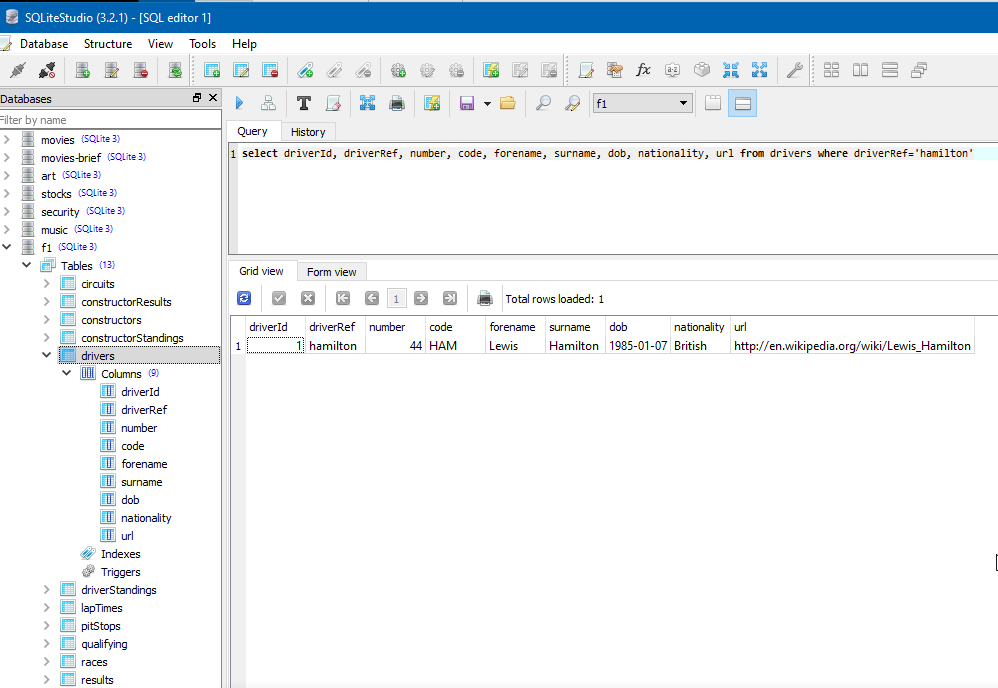 SQLiteStudio (3.2.1) - [SQL editor 1]
Database Structure View Tools Help
Databases
Filter by name
movies (SQLite 3)
movies-brief (SQLite 3)
art (SQLite 3)
stocks (SQLite 3)
security (SQLite 3)
music (SQLite 3)
f1 (SQLite 3)
Tables (13)
circuits
constructorResults
constructors
constructorStandings
drivers
Columns (9)
driverId
driverRef
number
code
forename
surname
dob
nationality
url
Indexes
Triggers
driverStandings
lapTimes
pitStops
qualifying
races
results
f1
Query History
1 select driverId, driverRef, number, code, forename, surname, dob, nationality, url from drivers where driverRef='hamilton'
Grid view Form view
1 Total rows loaded: 1
driverId driverRef number code forename surname dob nationality url
1 1 hamilton 44 HAM Lewis Hamilton 1985-01-07 British http://en.wikipedia.org/wiki/Lewis_Hamilton